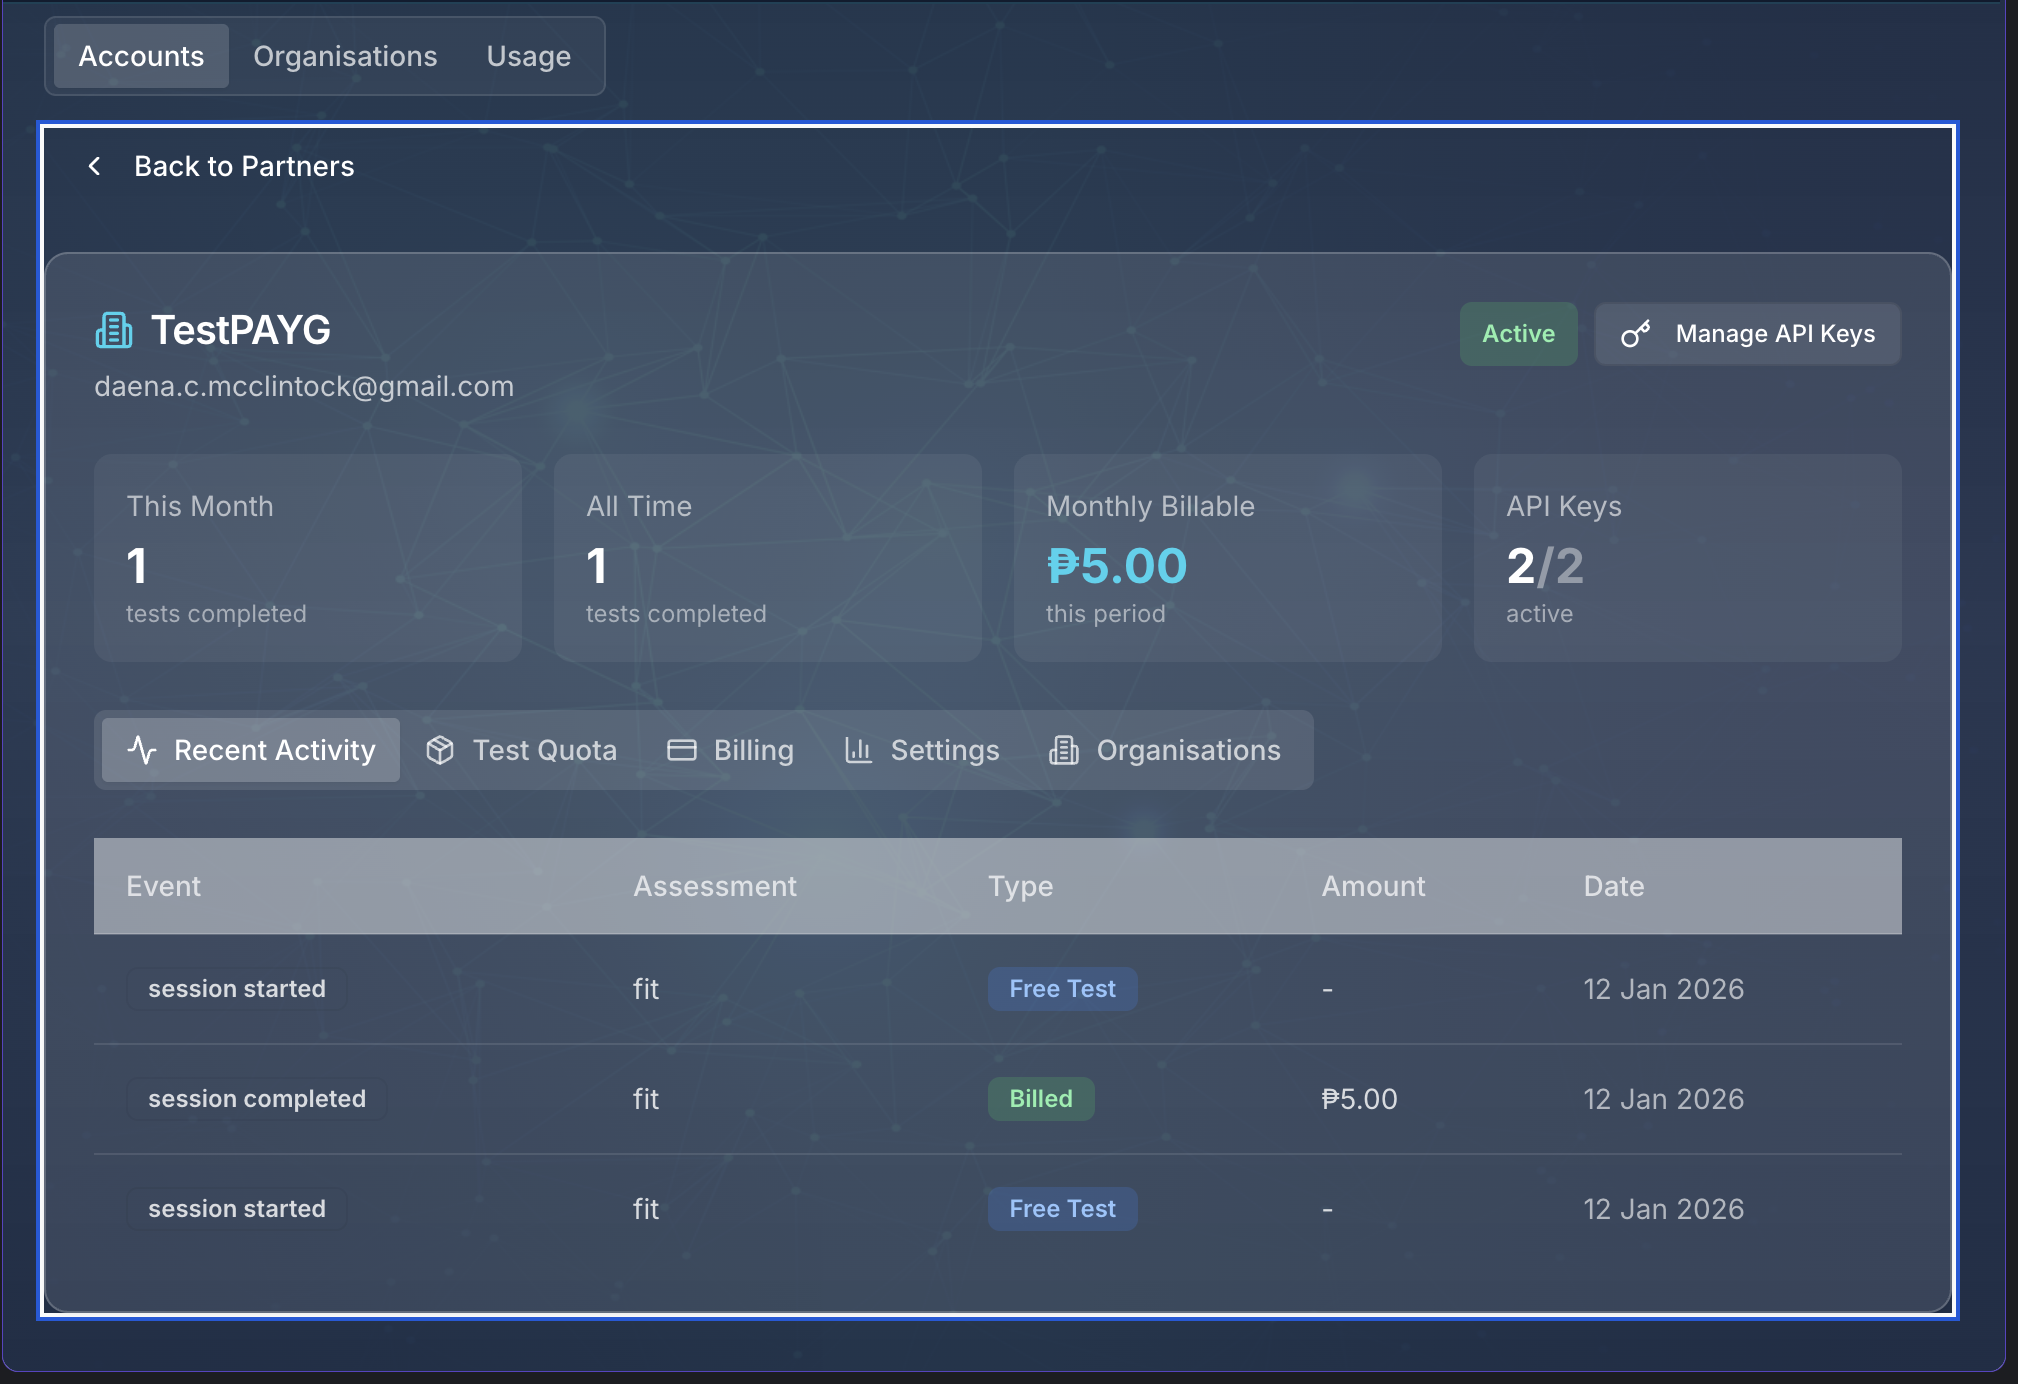 Accounts Organisations Usage
Back to Partners
TestPAYG
daena.c.mcclintock@gmail.com
Active Manage API Keys
This Month
1
tests completed
All Time
1
tests completed
Monthly Billable
₱5.00
this period
API Keys
2/2
active
Recent Activity Test Quota Billing Settings Organisations
Event Assessment Type Amount Date
session started fit Free Test - 12 Jan 2026
session completed fit Billed ₱5.00 12 Jan 2026
session started fit Free Test - 12 Jan 2026